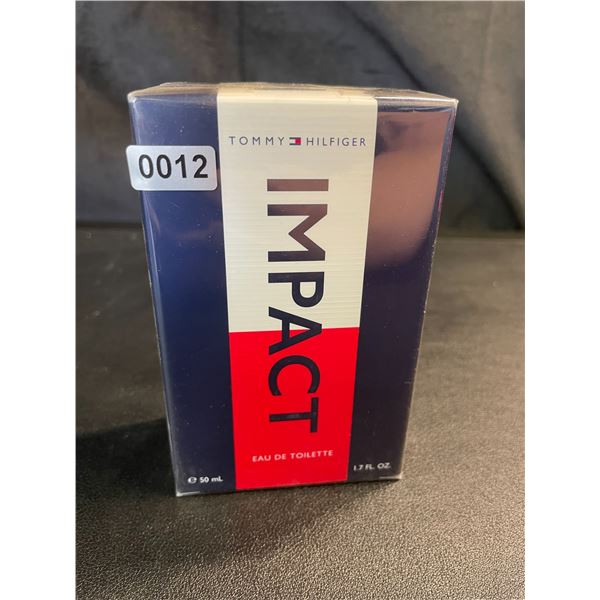 0012
TOMMY HILFIGER
IMPACT
EAU DE TOILETTE
℮ 50 mL
1.7 FL. OZ.